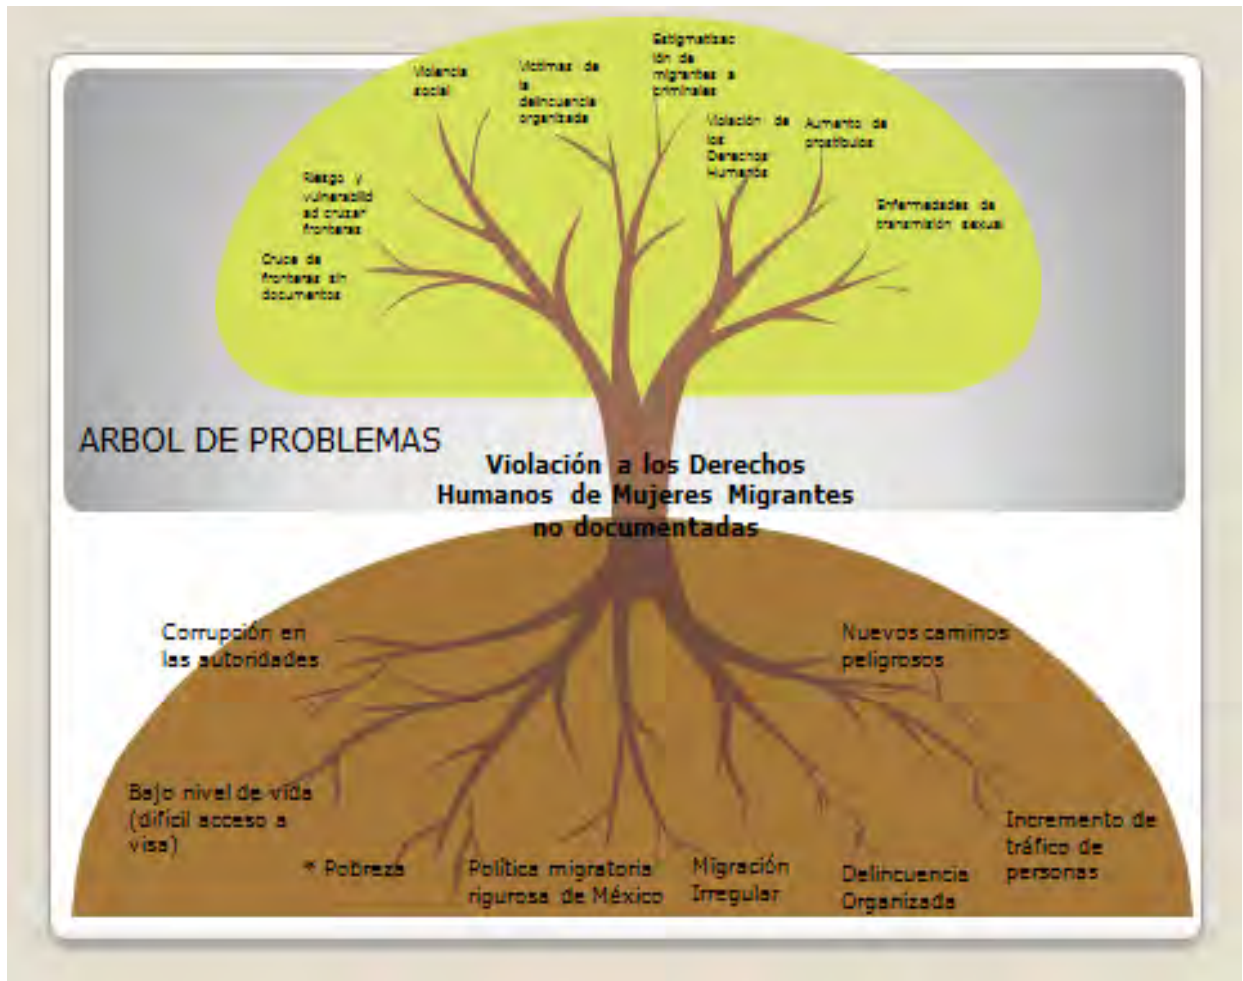 Estigmatizac
ión de
migrantes a
criminales
Víctimas de
la
delincuencia
organizada
Violencia
social
Violación de
los
Derechos
Humanos
Aumento de
prostíbulos
Riesgo y
vulnerabilid
ad cruzar
fronteras
Enfermedades de
transmisión sexual
Cruce de
fronteras sin
documentos
ARBOL DE PROBLEMAS
Violación a los Derechos
Humanos de Mujeres Migrantes
no documentadas
Corrupción en
las autoridades
Nuevos caminos
peligrosos
Bajo nivel de vida
(difícil acceso a
visa)
* Pobreza
Política migratoria
rigurosa de México
Migración
Irregular
Delincuencia
Organizada
Incremento de
tráfico de
personas